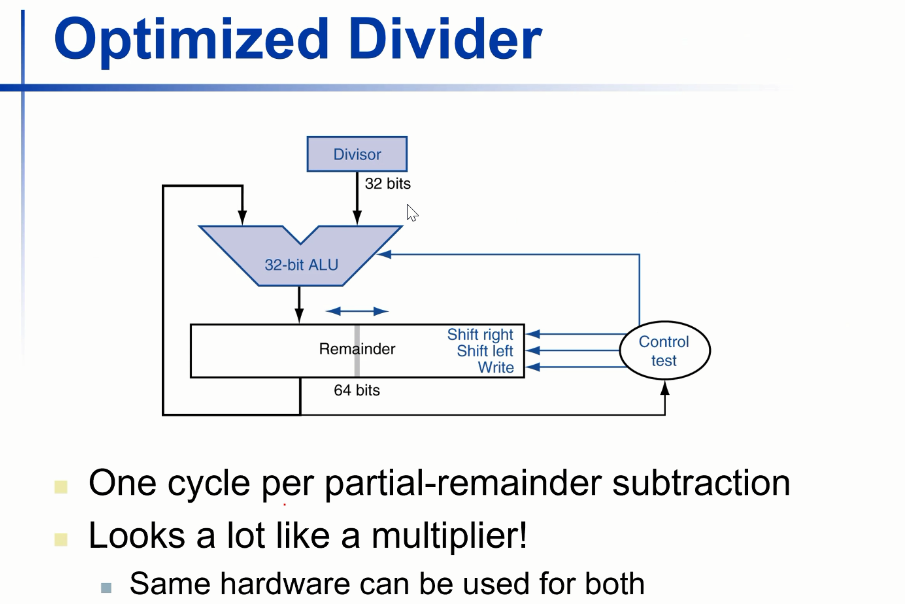 Optimized Divider
Divisor
32 bits
32-bit ALU
Remainder
Shift right
Shift left
Write
Control
test
64 bits
One cycle per partial-remainder subtraction
Looks a lot like a multiplier!
Same hardware can be used for both